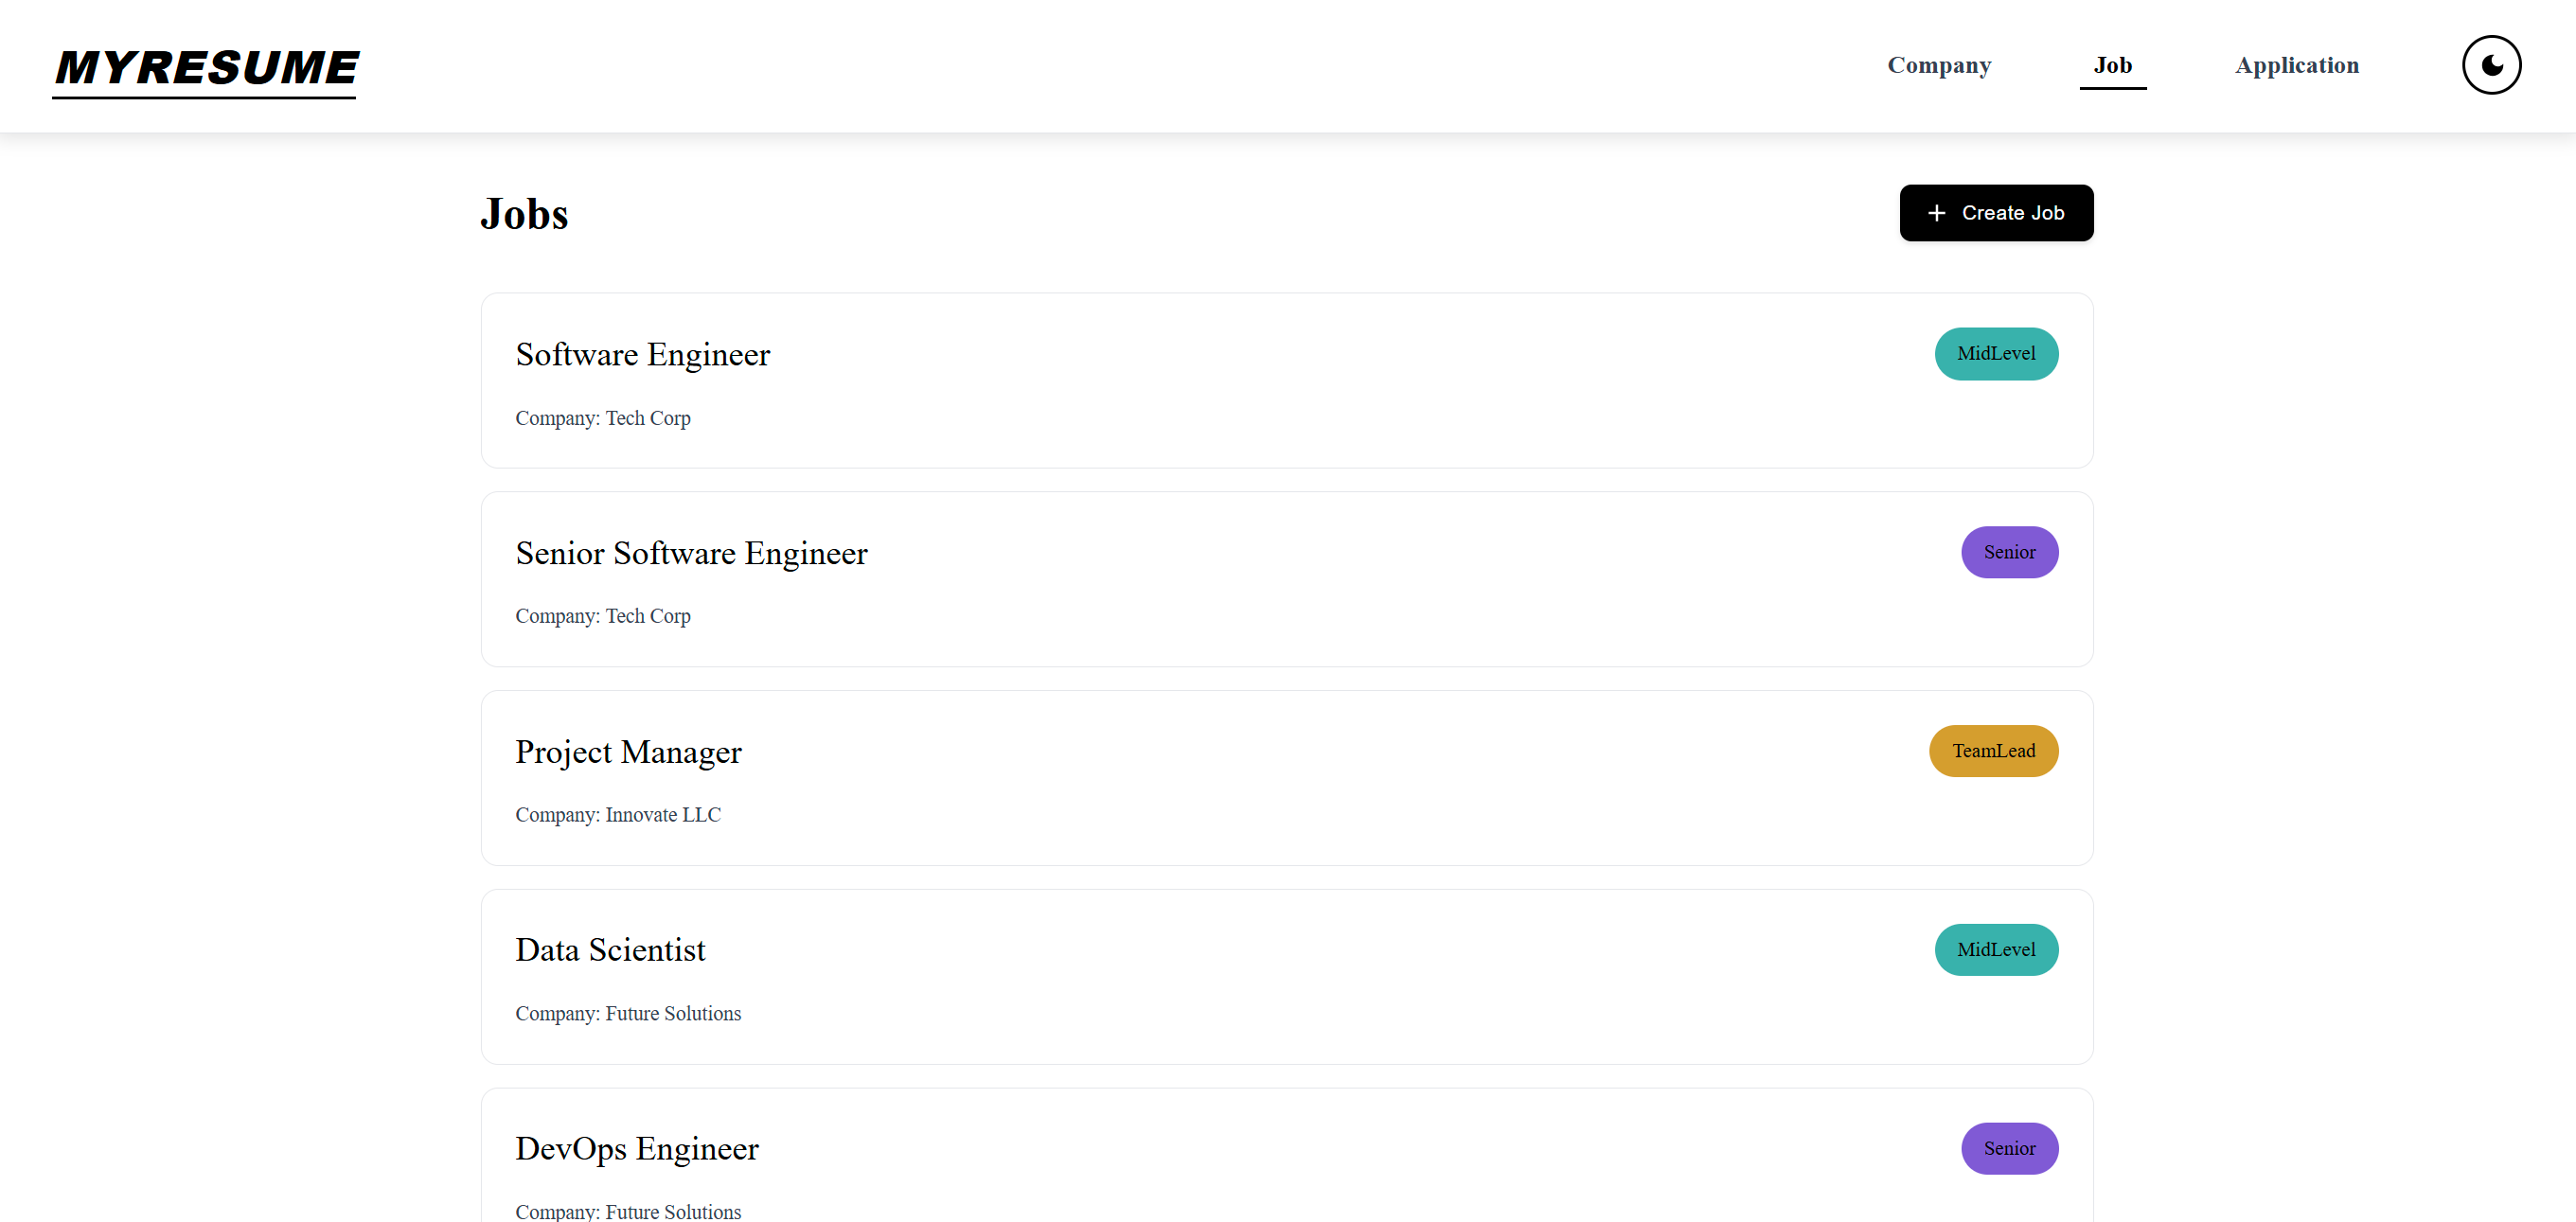 MYRESUME
Company Job Application
Jobs
Create Job
Software Engineer
MidLevel
Company: Tech Corp
Senior Software Engineer
Senior
Company: Tech Corp
Project Manager
TeamLead
Company: Innovate LLC
Data Scientist
MidLevel
Company: Future Solutions
DevOps Engineer
Senior
Company: Future Solutions